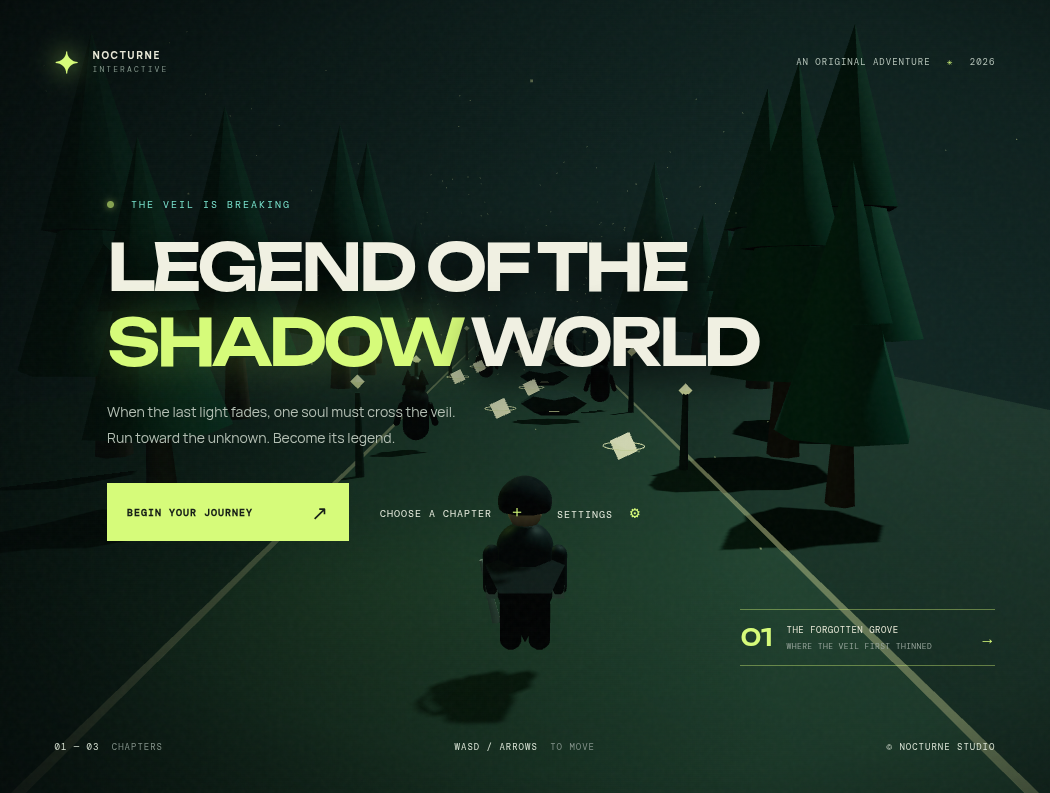 NOCTURNE
INTERACTIVE
AN ORIGINAL ADVENTURE ✦ 2026
THE VEIL IS BREAKING
LEGEND OF THE
SHADOW WORLD
When the last light fades, one soul must cross the veil.
Run toward the unknown. Become its legend.
BEGIN YOUR JOURNEY ↗
CHOOSE A CHAPTER +
SETTINGS ⚙
01 THE FORGOTTEN GROVE
WHERE THE VEIL FIRST THINNED →
01 — 03 CHAPTERS
WASD / ARROWS TO MOVE
© NOCTURNE STUDIO